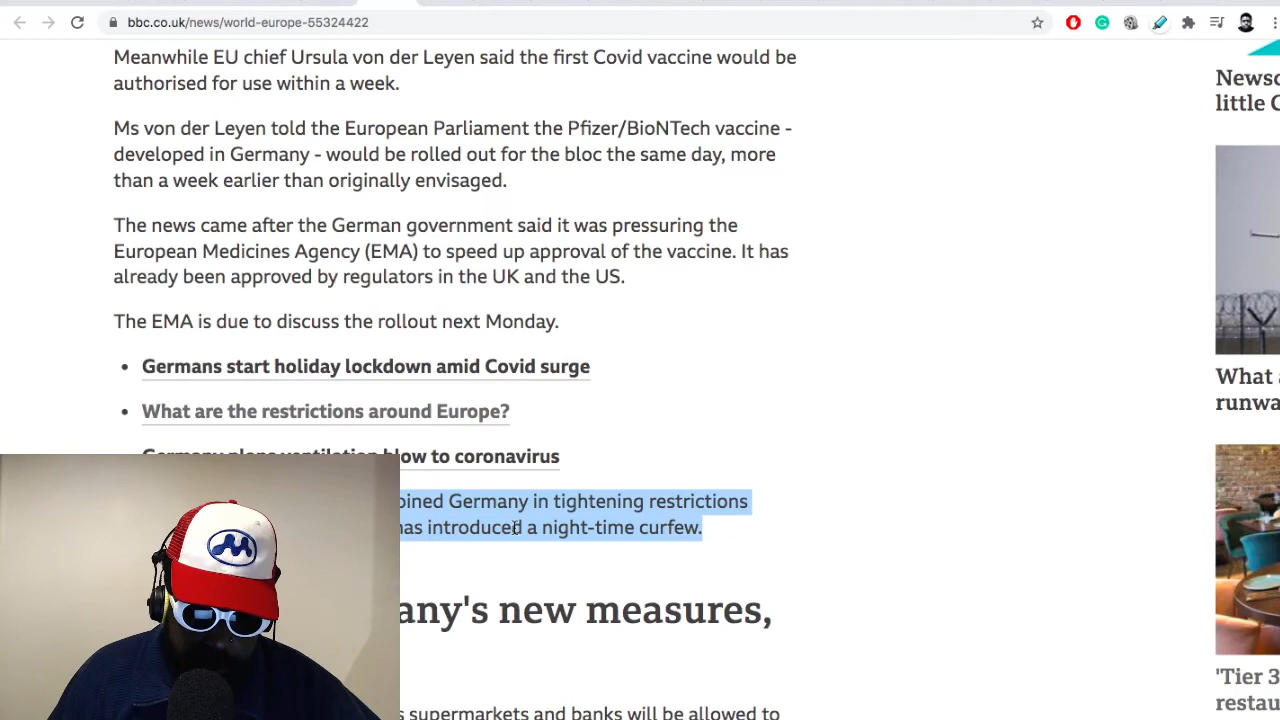 bbc.co.uk/news/world-europe-55324422
Meanwhile EU chief Ursula von der Leyen said the first Covid vaccine would be
authorised for use within a week.
Ms von der Leyen told the European Parliament the Pfizer/BioNTech vaccine -
developed in Germany - would be rolled out for the bloc the same day, more
than a week earlier than originally envisaged.
The news came after the German government said it was pressuring the
European Medicines Agency (EMA) to speed up approval of the vaccine. It has
already been approved by regulators in the UK and the US.
The EMA is due to discuss the rollout next Monday.
• Germans start holiday lockdown amid Covid surge
• What are the restrictions around Europe?
Germany plans ventilation blow to coronavirus
in tightening restrictions
has introduced a night-time curfew.
new measures,
supermarkets and banks will be allowed to
little
What
'Tier 3